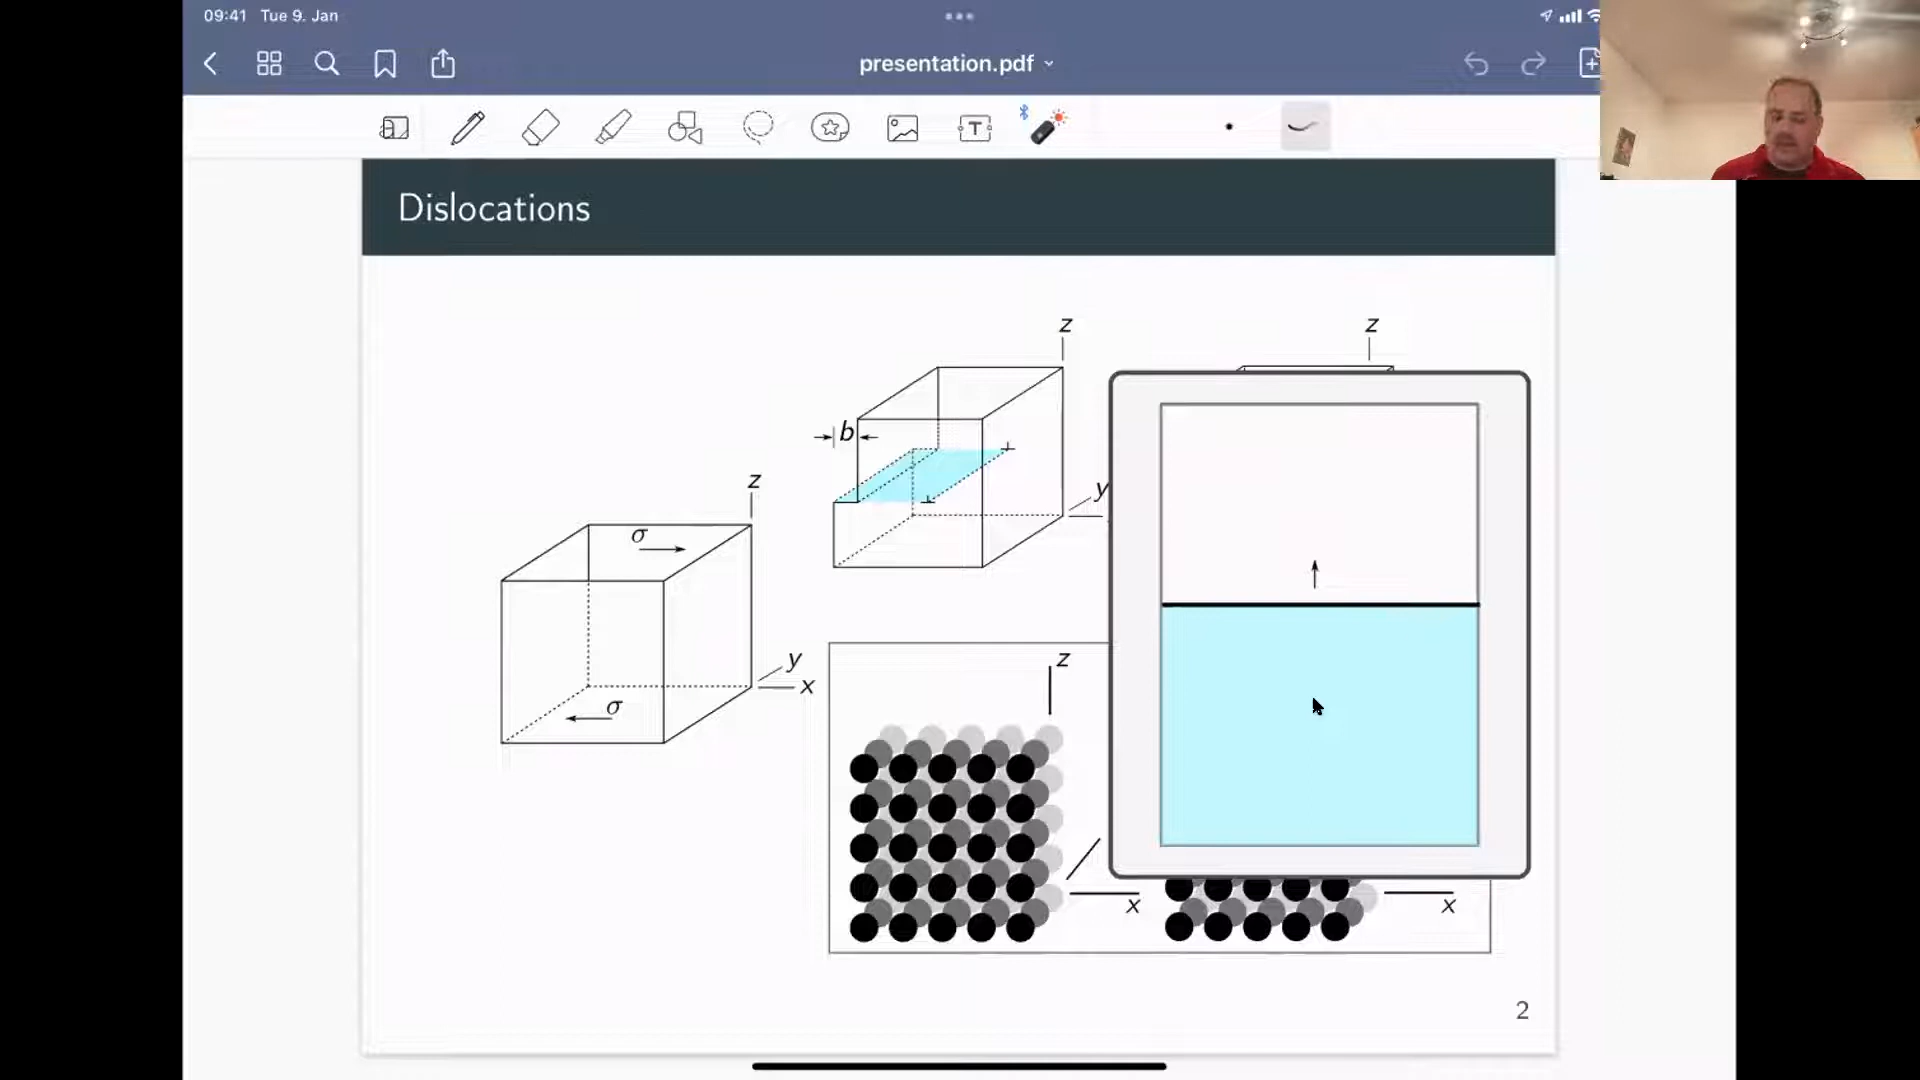 09:41 Tue 9. Jan
presentation.pdf
T
Dislocations
z
z
b
y
z
σ
y
x
σ
z
x
x
2